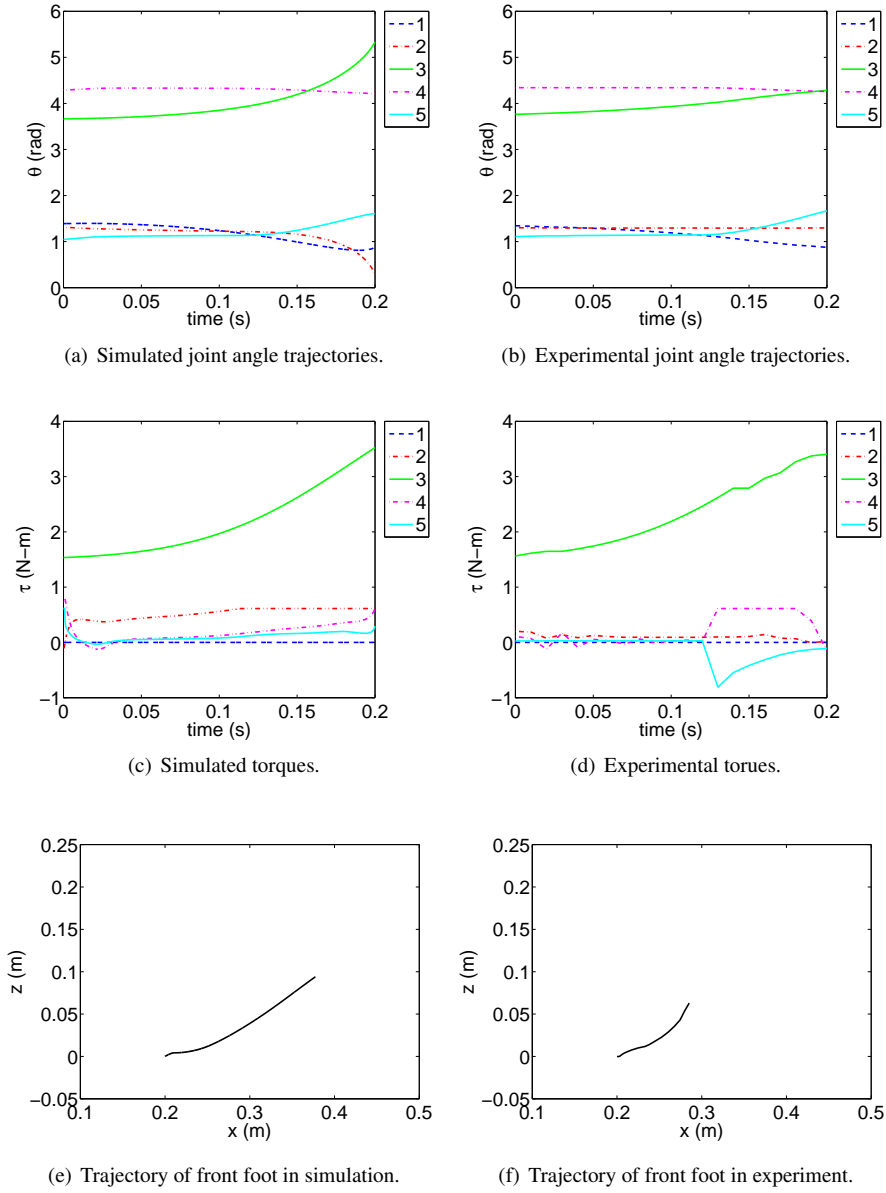 6
5
4
3
2
1
0
0 0.05 0.1 0.15 0.2
θ (rad)
time (s)
1
2
3
4
5
(a) Simulated joint angle trajectories.
6
5
4
3
2
1
0
0 0.05 0.1 0.15 0.2
θ (rad)
time (s)
1
2
3
4
5
(b) Experimental joint angle trajectories.
4
3
2
1
0
−1
0 0.05 0.1 0.15 0.2
τ (N−m)
time (s)
1
2
3
4
5
(c) Simulated torques.
4
3
2
1
0
−1
0 0.05 0.1 0.15 0.2
τ (N−m)
time (s)
1
2
3
4
5
(d) Experimental torues.
0.25
0.2
0.15
0.1
0.05
0
−0.05
0.1 0.2 0.3 0.4 0.5
z (m)
x (m)
(e) Trajectory of front foot in simulation.
0.25
0.2
0.15
0.1
0.05
0
−0.05
0.1 0.2 0.3 0.4 0.5
z (m)
x (m)
(f) Trajectory of front foot in experiment.